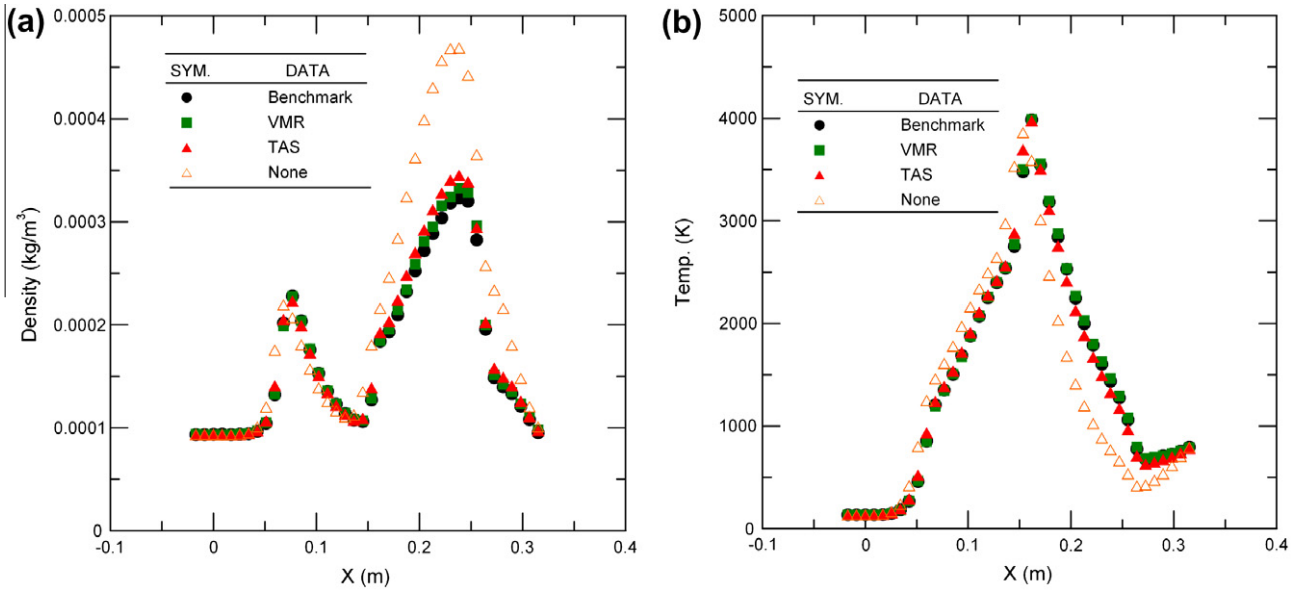 (a)
0.0005
0.0004
0.0003
0.0002
0.0001
0
Density (kg/m³)
SYM. DATA
Benchmark
VMR
TAS
None
-0.1 0 0.1 0.2 0.3 0.4
X (m)
(b)
5000
4000
3000
2000
1000
0
Temp. (K)
SYM. DATA
Benchmark
VMR
TAS
None
-0.1 0 0.1 0.2 0.3 0.4
X (m)